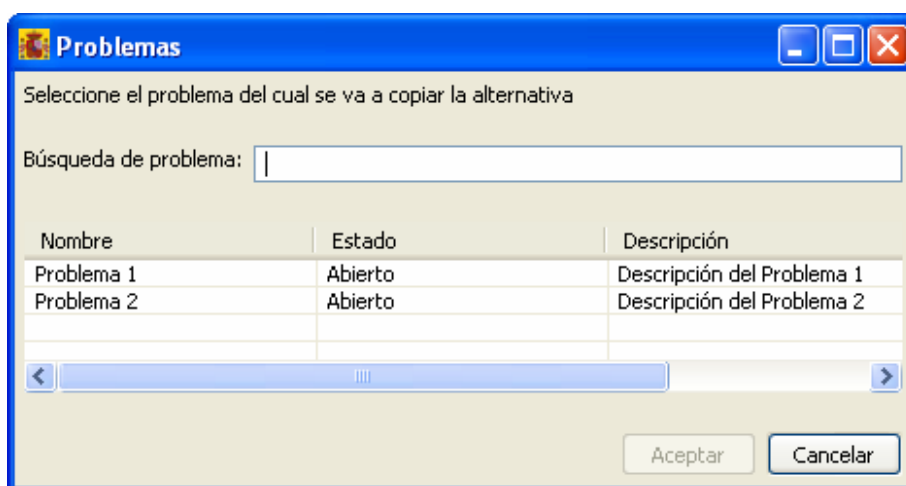 Problemas
Seleccione el problema del cual se va a copiar la alternativa
Búsqueda de problema:
Nombre Estado Descripción
Problema 1 Abierto Descripción del Problema 1
Problema 2 Abierto Descripción del Problema 2
Aceptar Cancelar